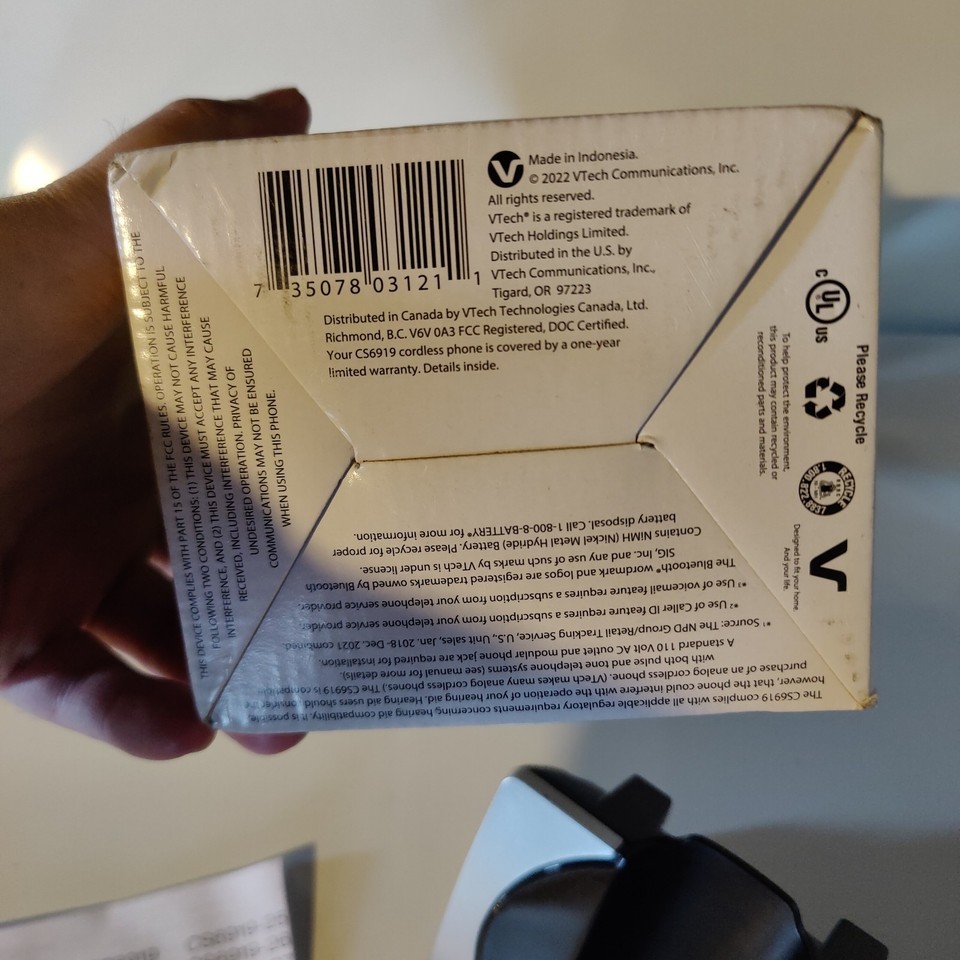 7 35078 03121 1
Made in Indonesia.
© 2022 VTech Communications, Inc.
All rights reserved.
VTech® is a registered trademark of
VTech Holdings Limited.
Distributed in the U.S. by
VTech Communications, Inc.,
Tigard, OR 97223
Distributed in Canada by VTech Technologies Canada, Ltd.
Richmond, B.C. V6V 0A3 FCC Registered, DOC Certified.
Your CS6919 cordless phone is covered by a one-year
limited warranty. Details inside.
Please Recycle
C UL US
To help protect the environment,
this product may contain recycled or
reconditioned parts and materials.
RECYCLE
1.800.822.8837
Designed to fit your home.
And your life.
The CS6919 complies with all applicable regulatory requirements concerning hearing aid compatibility. It is possible,
however, that the phone could interfere with the operation of your hearing aid. Hearing aid users should consider the
purchase of an analog cordless phone. VTech makes many analog cordless phones.) The CS6919 is compatible
with both pulse and tone telephone systems (see manual for more details).
A standard 110 Volt AC outlet and modular phone jack are required for installation.
*¹ Source: The NPD Group/Retail Tracking Service, U.S., Unit sales, Jan. 2018- Dec. 2021 combined.
*² Use of Caller ID feature requires a subscription from your telephone service provider.
*³ Use of voicemail feature requires a subscription from your telephone service provider.
The Bluetooth® wordmark and logos are registered trademarks owned by Bluetooth
SIG, Inc. and any use of such marks by VTech is under license.
Contains NIMH (Nickel Metal Hydride) Battery. Please recycle for proper
battery disposal. Call 1-800-8-BATTERY® for more information.
THIS DEVICE COMPLIES WITH PART 15 OF THE FCC RULES. OPERATION IS SUBJECT TO THE
FOLLOWING TWO CONDITIONS: (1) THIS DEVICE MAY NOT CAUSE HARMFUL
INTERFERENCE, AND (2) THIS DEVICE MUST ACCEPT ANY INTERFERENCE
RECEIVED, INCLUDING INTERFERENCE THAT MAY CAUSE
UNDESIRED OPERATION. PRIVACY OF
COMMUNICATIONS MAY NOT BE ENSURED
WHEN USING THIS PHONE.